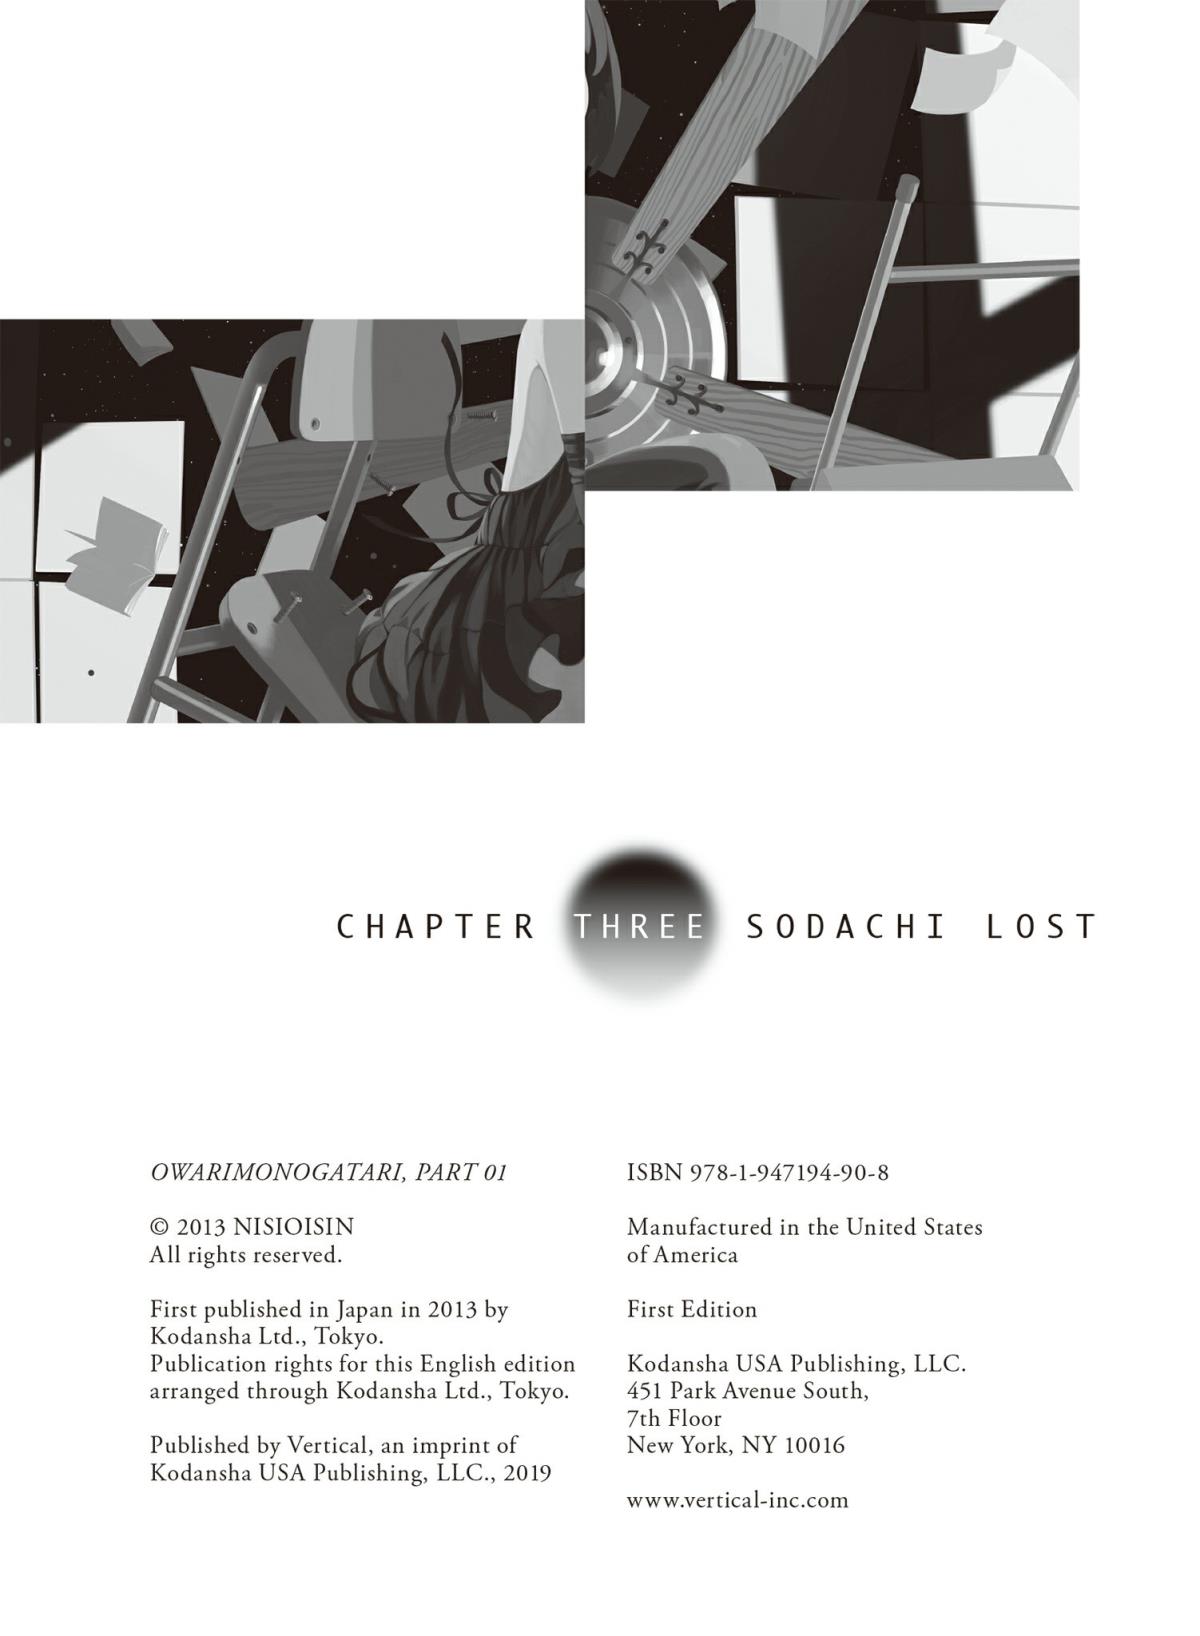 CHAPTER THREE SODACHI LOST
OWARIMONOGATARI, PART 01
© 2013 NISIOISIN
All rights reserved.
First published in Japan in 2013 by
Kodansha Ltd., Tokyo.
Publication rights for this English edition
arranged through Kodansha Ltd., Tokyo.
Published by Vertical, an imprint of
Kodansha USA Publishing, LLC., 2019
ISBN 978-1-947194-90-8
Manufactured in the United States
of America
First Edition
Kodansha USA Publishing, LLC.
451 Park Avenue South,
7th Floor
New York, NY 10016
www.vertical-inc.com